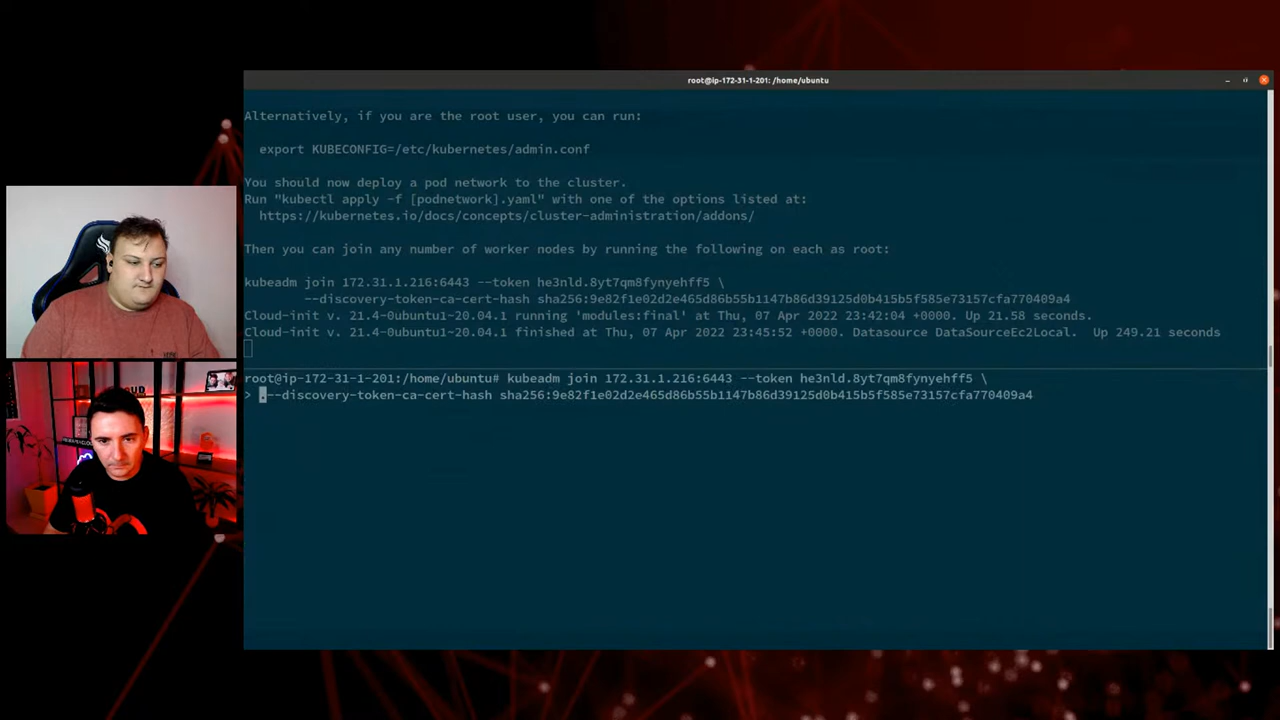 root@ip-172-31-1-201: /home/ubuntu
Alternatively, if you are the root user, you can run:
export KUBECONFIG=/etc/kubernetes/admin.conf
You should now deploy a pod network to the cluster.
Run "kubectl apply -f [podnetwork].yaml" with one of the options listed at:
https://kubernetes.io/docs/concepts/cluster-administration/addons/
Then you can join any number of worker nodes by running the following on each as root:
kubeadm join 172.31.1.216:6443 --token he3nld.8yt7qm8fynyehff5 \
--discovery-token-ca-cert-hash sha256:9e82f1e02d2e465d86b55b1147b86d39125d0b415b5f585e73157cfa770409a4
Cloud-init v. 21.4-0ubuntu1~20.04.1 running 'modules:final' at Thu, 07 Apr 2022 23:42:04 +0000. Up 21.58 seconds.
Cloud-init v. 21.4-0ubuntu1~20.04.1 finished at Thu, 07 Apr 2022 23:45:52 +0000. Datasource DataSourceEc2Local.  Up 249.21 seconds
root@ip-172-31-1-201:/home/ubuntu# kubeadm join 172.31.1.216:6443 --token he3nld.8yt7qm8fynyehff5 \
> .--discovery-token-ca-cert-hash sha256:9e82f1e02d2e465d86b55b1147b86d39125d0b415b5f585e73157cfa770409a4